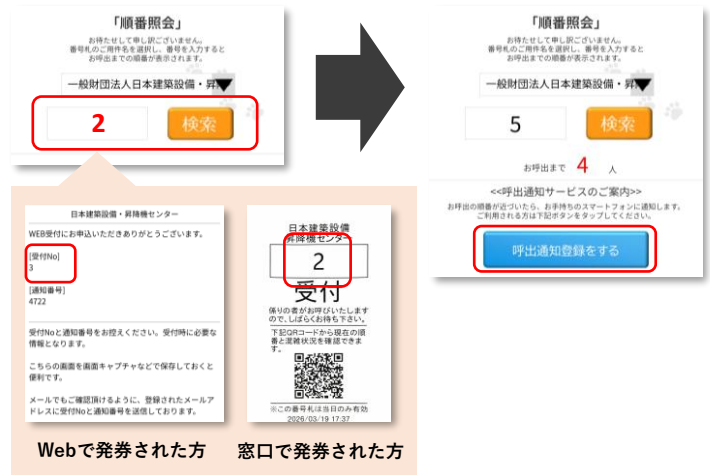 「順番照会」
お待たせして申し訳ございません。
番号札のご用件名を選択し、番号を入力すると
お呼出までの順番が表示されます。
一般財団法人日本建築設備・昇
2
検索
日本建築設備・昇降機センター
WEB受付にお申込いただきありがとうございます。
[受付No]
3
[通知番号]
4722
受付Noと通知番号をお控えください。受付時に必要な
情報となります。
こちらの画面を画面キャプチャなどで保存しておくと
便利です。
メールでもご確認頂けるように、登録されたメールア
ドレスに受付Noと通知番号を送信しております。
Webで発券された方
日本建築設備
昇降機センター
2
受付
係りの者がお呼びいたします
ので、しばらくお待ち下さい。
下記QRコードから現在の順
番と混雑状況を確認できま
す。
※この番号札は当日のみ有効
2026/03/19 17:37
窓口で発券された方
「順番照会」
お待たせして申し訳ございません。
番号札のご用件名を選択し、番号を入力すると
お呼出までの順番が表示されます。
一般財団法人日本建築設備・昇
5
検索
お呼出まで 4 人
<<呼出通知サービスのご案内>>
お呼出の順番が近づいたら、お手持ちのスマートフォンに通知します。
ご利用される方は下記ボタンをタップしてください。
呼出通知登録をする